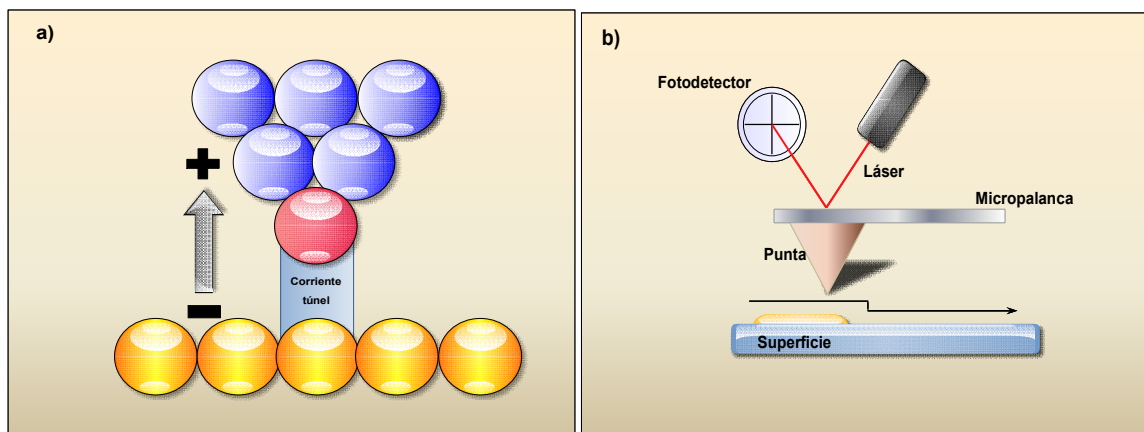 a)
Corriente
túnel
b)
Fotodetector
Láser
Micropalanca
Punta
Superficie